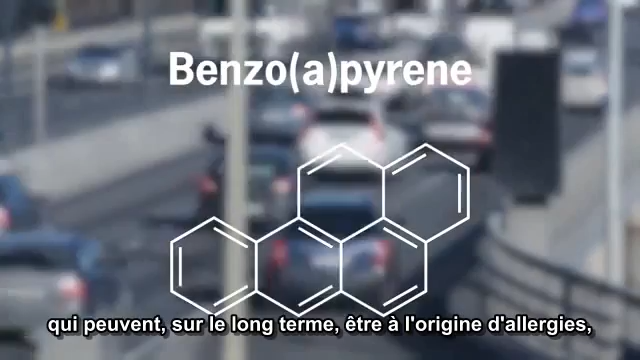 Benzo(a)pyrene
qui peuvent, sur le long terme, être à l'origine d'allergies,